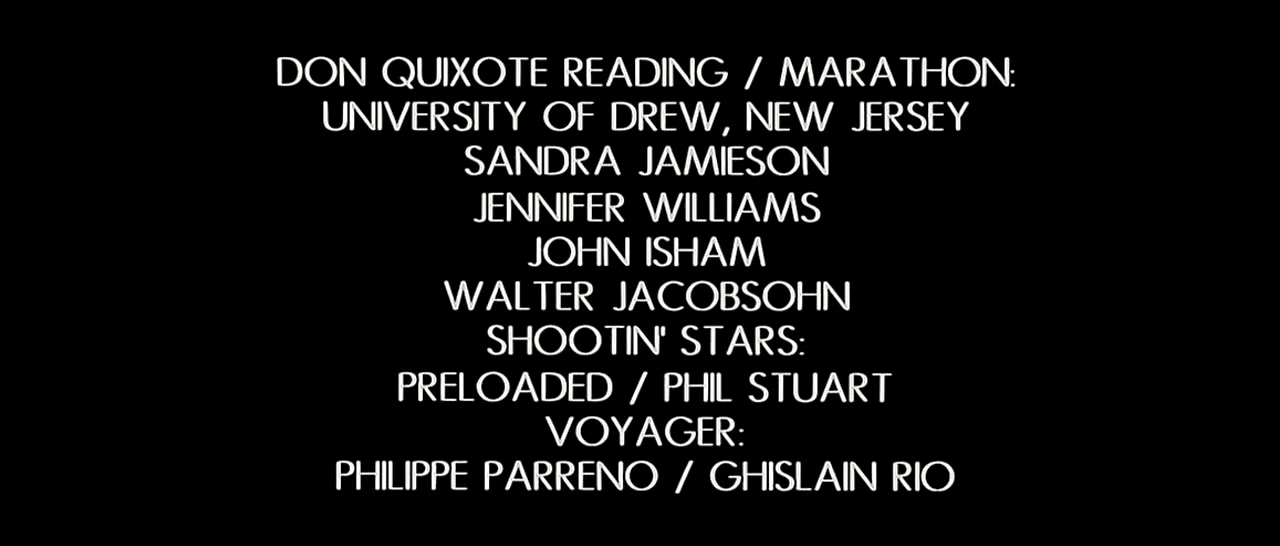 DON QUIXOTE READING / MARATHON:
UNIVERSITY OF DREW, NEW JERSEY
SANDRA JAMIESON
JENNIFER WILLIAMS
JOHN ISHAM
WALTER JACOBSOHN
SHOOTIN' STARS:
PRELOADED / PHIL STUART
VOYAGER:
PHILIPPE PARRENO / GHISLAIN RIO